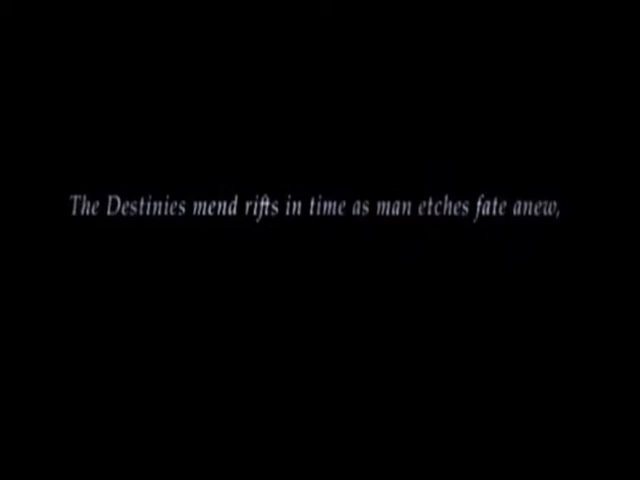 The Destinies mend rifts in time as man etches fate anew,